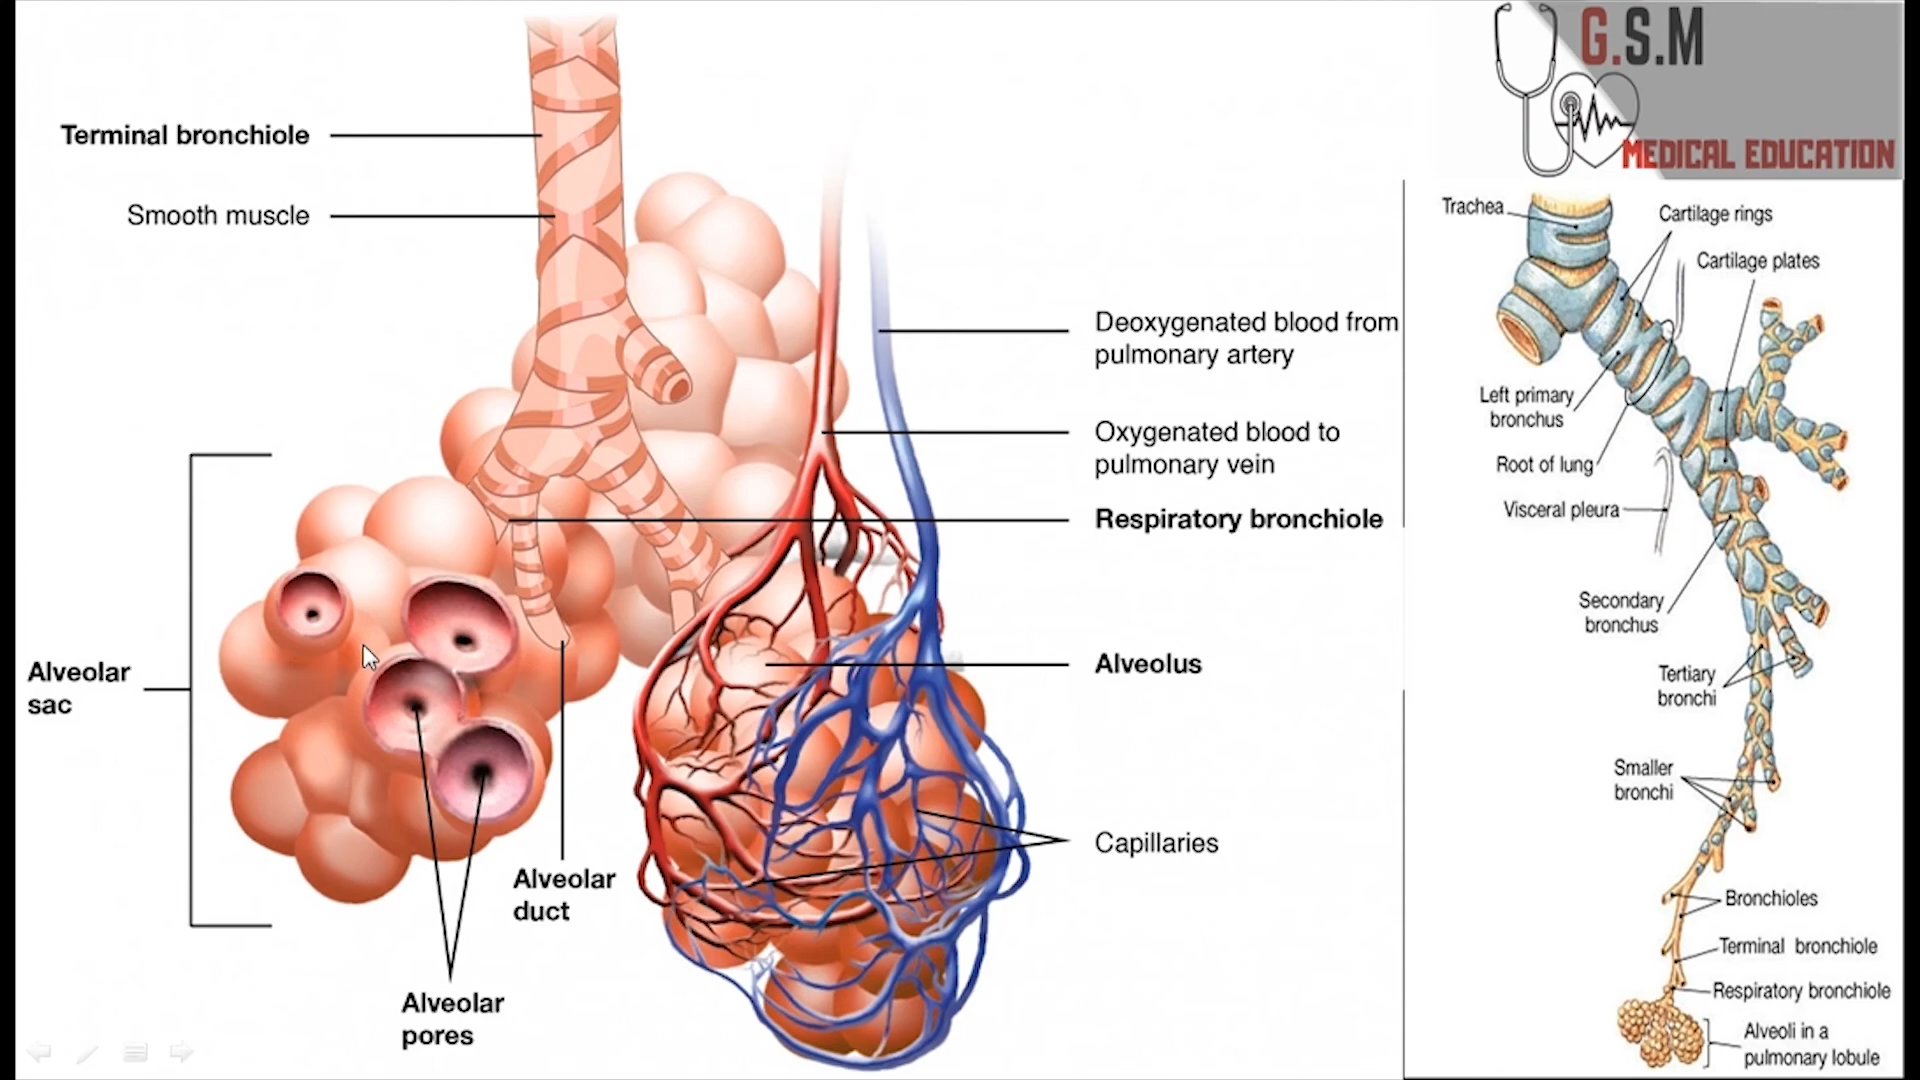 G.S.M
MEDICAL EDUCATION
Terminal bronchiole
Smooth muscle
Deoxygenated blood from
pulmonary artery
Oxygenated blood to
pulmonary vein
Respiratory bronchiole
Alveolus
Alveolar
sac
Capillaries
Alveolar
duct
Alveolar
pores
Trachea
Cartilage rings
Cartilage plates
Left primary
bronchus
Root of lung
Visceral pleura
Secondary
bronchus
Tertiary
bronchi
Smaller
bronchi
Bronchioles
Terminal bronchiole
Respiratory bronchiole
Alveoli in a
pulmonary lobule